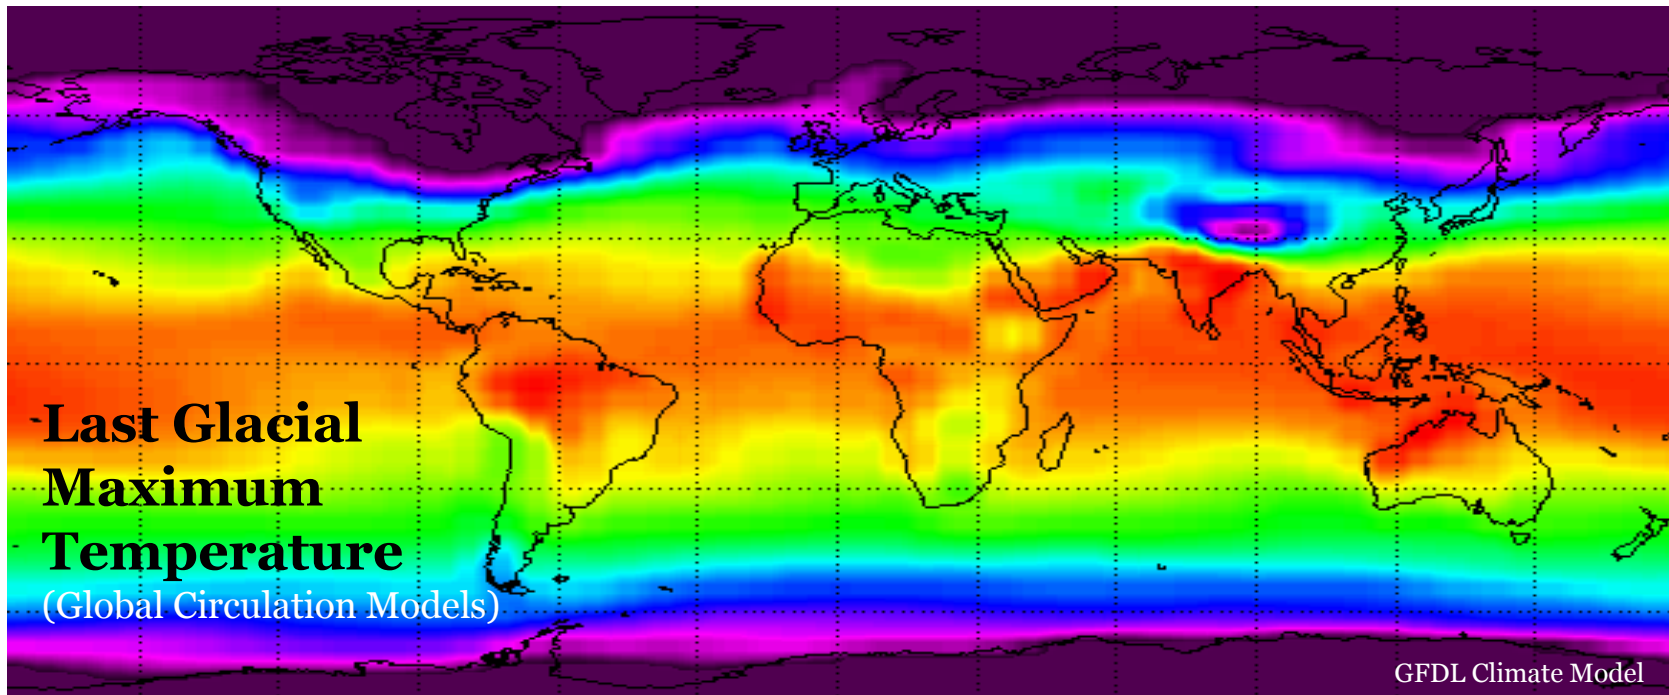 Last Glacial
Maximum
Temperature
(Global Circulation Models)
GFDL Climate Model